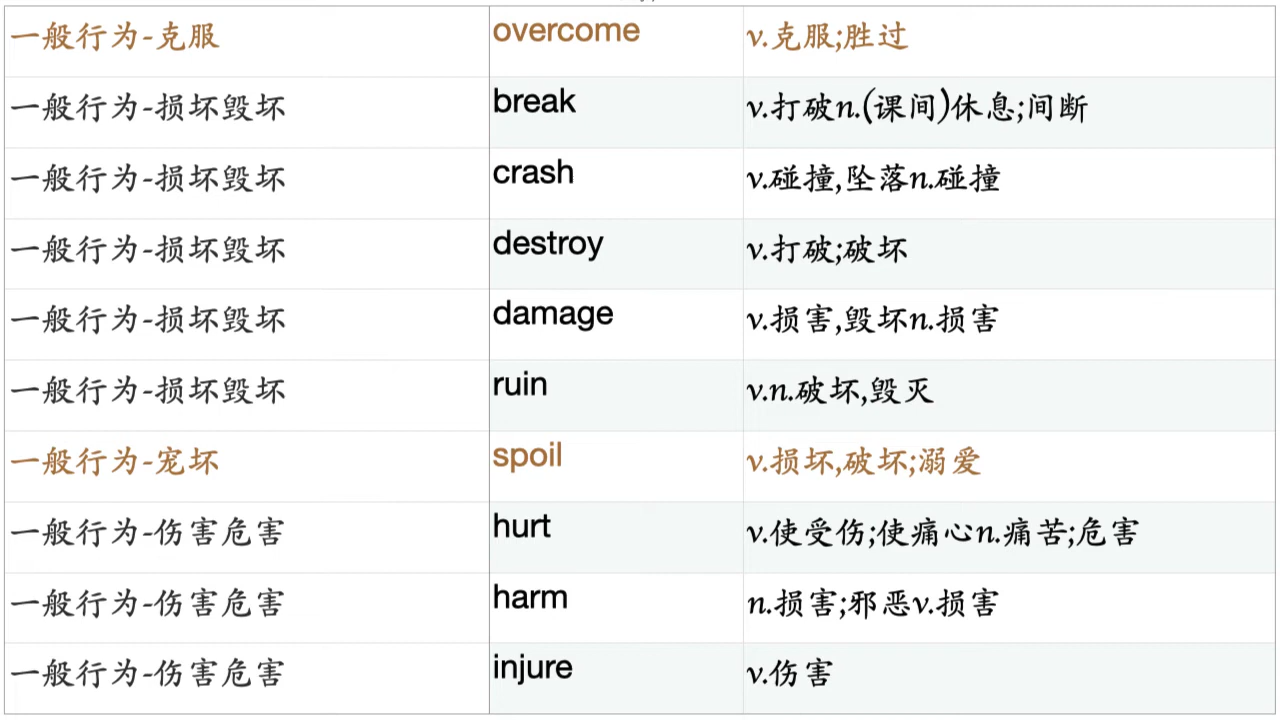 一般行为-克服 overcome v.克服;胜过
一般行为-损坏毁坏 break v.打破n.(课间)休息;间断
一般行为-损坏毁坏 crash v.碰撞,坠落n.碰撞
一般行为-损坏毁坏 destroy v.打破;破坏
一般行为-损坏毁坏 damage v.损害,毁坏n.损害
一般行为-损坏毁坏 ruin v.n.破坏,毁灭
一般行为-宠坏 spoil v.损坏,破坏;溺爱
一般行为-伤害危害 hurt v.使受伤;使痛心n.痛苦;危害
一般行为-伤害危害 harm n.损害;邪恶v.损害
一般行为-伤害危害 injure v.伤害